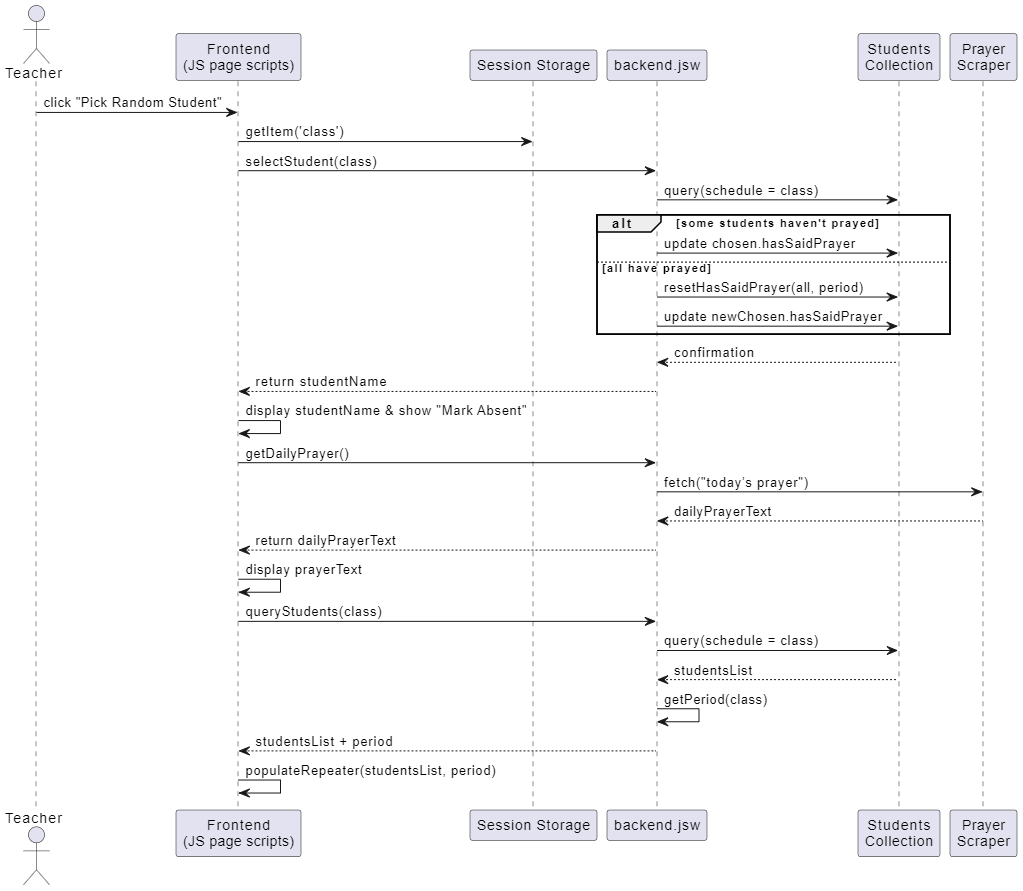 Teacher
Frontend
(JS page scripts)
Session Storage
backend.jsw
Students
Collection
Prayer
Scraper
click "Pick Random Student"
getItem('class')
selectStudent(class)
query(schedule = class)
alt
[some students haven't prayed]
update chosen.hasSaidPrayer
[all have prayed]
resetHasSaidPrayer(all, period)
update newChosen.hasSaidPrayer
confirmation
return studentName
display studentName & show "Mark Absent"
getDailyPrayer()
fetch("today's prayer")
dailyPrayerText
return dailyPrayerText
display prayerText
queryStudents(class)
query(schedule = class)
studentsList
getPeriod(class)
studentsList + period
populateRepeater(studentsList, period)
Teacher
Frontend
(JS page scripts)
Session Storage
backend.jsw
Students
Collection
Prayer
Scraper